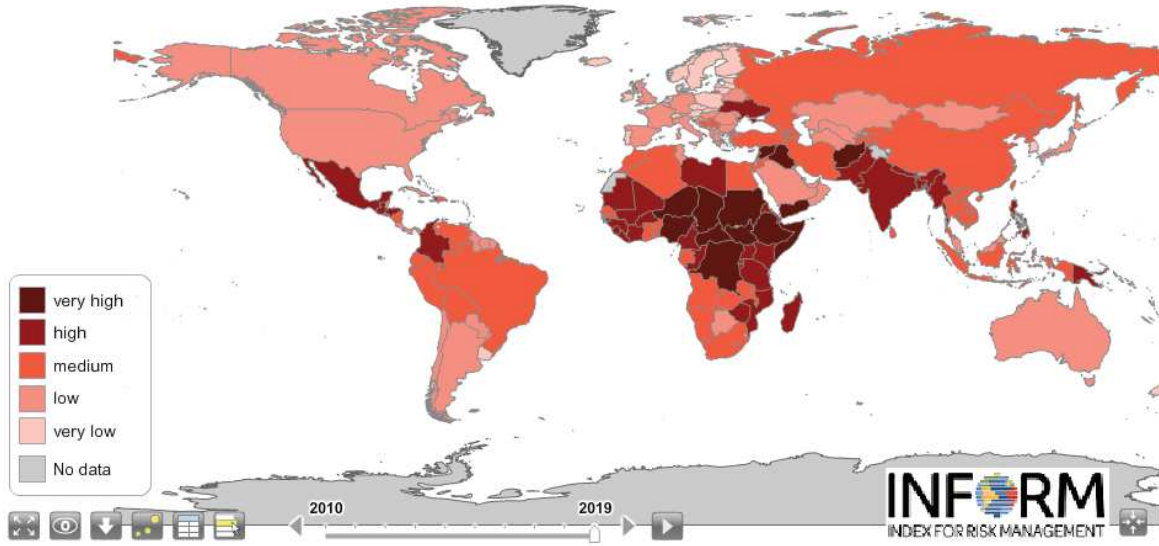 very high
high
medium
low
very low
No data
2010
2019
INFORM
INDEX FOR RISK MANAGEMENT